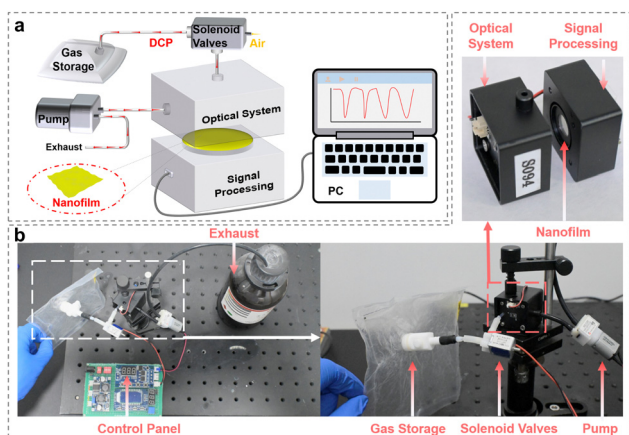 a
Gas
Storage
DCP
Solenoid
Valves
Air
Pump
Exhaust
Optical System
Nanofilm
Signal
Processing
PC
Optical
System
Signal
Processing
S094
Nanofilm
b
Exhaust
Control Panel
Gas Storage
Solenoid Valves
Pump